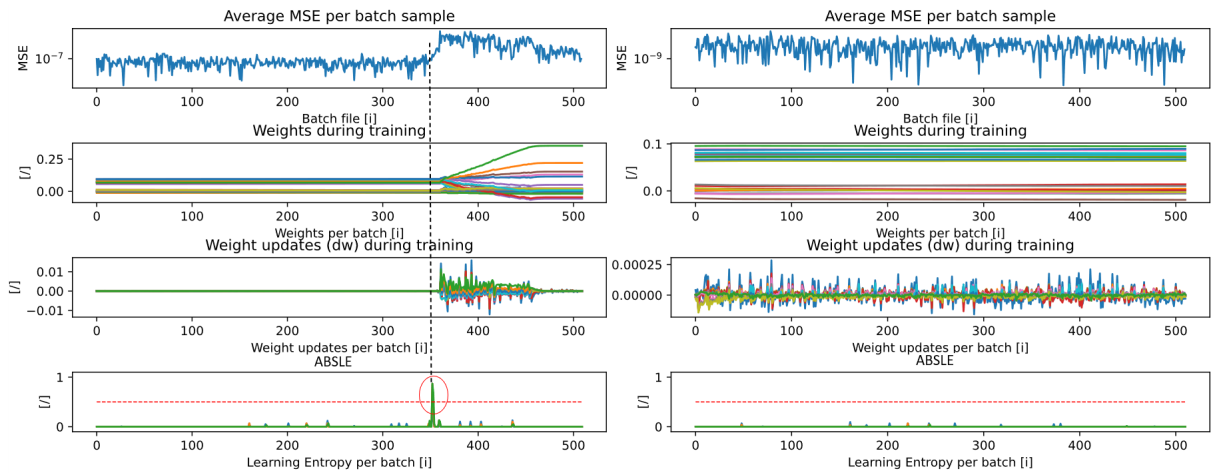 Average MSE per batch sample
MSE
10⁻⁷
0 100 200 300 400 500
Batch file [i]
Weights during training
[/]
0.25
0.00
0 100 200 300 400 500
Weights per batch [i]
Weight updates (dw) during training
[/]
0.01
0.00
−0.01
0 100 200 300 400 500
Weight updates per batch [i]
ABSLE
[/]
1
0
0 100 200 300 400 500
Learning Entropy per batch [i]
Average MSE per batch sample
MSE
10⁻⁹
0 100 200 300 400 500
Batch file [i]
Weights during training
[/]
0.1
0.0
0 100 200 300 400 500
Weights per batch [i]
Weight updates (dw) during training
[/]
0.00025
0.00000
0 100 200 300 400 500
Weight updates per batch [i]
ABSLE
[/]
1
0
0 100 200 300 400 500
Learning Entropy per batch [i]